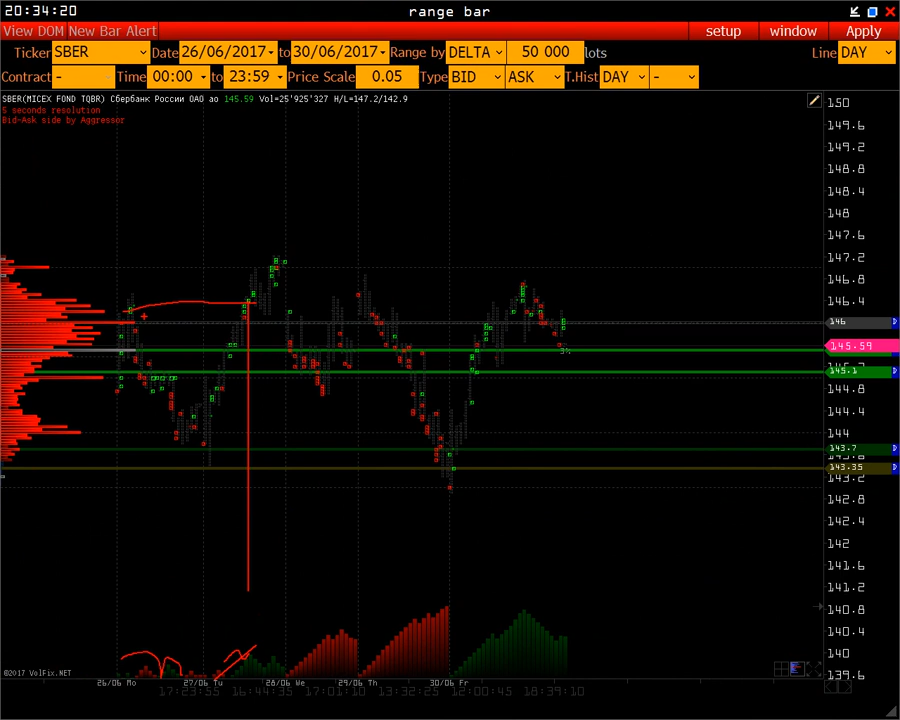 20:34:20 range bar
View DOM New Bar Alert setup window Apply
Ticker SBER Date 26/06/2017 to 30/06/2017 Range by DELTA 50 000 lots Line DAY
Contract - Time 00:00 to 23:59 Price Scale 0.05 Type BID ASK T.Hist DAY -
SBER(MICEX FOND TQBR) Сбербанк России ОАО ао 145.59 Vol=25'925'327 H/L=147.2/142.9
5 seconds resolution
Bid-Ask side by Aggressor
150
149.6
149.2
148.8
148.4
148
147.6
147.2
146.8
146.4
146 D
145.59
145.1 D
144.8
144.4
144
143.7 D
143.35 D
143.2
142.8
142.4
142
141.6
141.2
140.8
140.4
140
139.6
©2017 VolFix.NET
26/06 Mo 27/06 Tu 28/06 We 29/06 Th 30/06 Fr
17:23:55 16:44:35 17:01:10 13:32:25 12:00:45 18:39:10